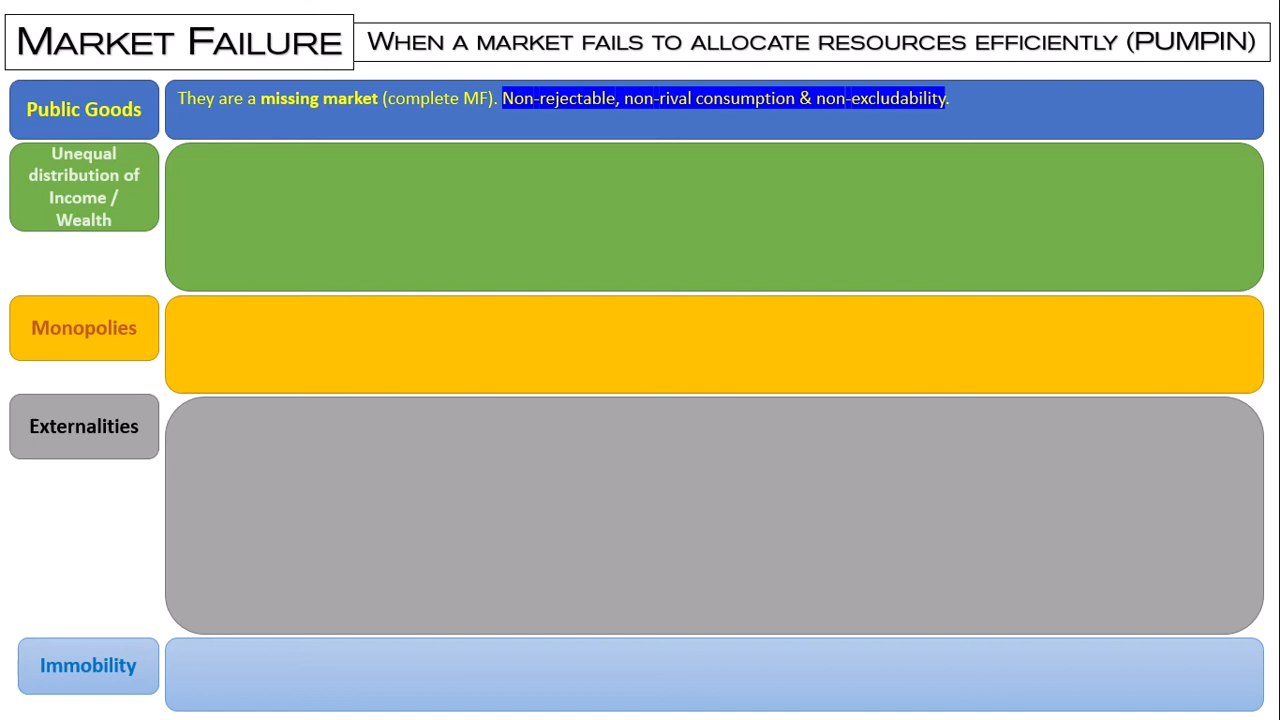 MARKET FAILURE
WHEN A MARKET FAILS TO ALLOCATE RESOURCES EFFICIENTLY (PUMPIN)
Public Goods
They are a missing market (complete MF). Non-rejectable, non-rival consumption & non-excludability.
Unequal
distribution of
Income /
Wealth
Monopolies
Externalities
Immobility